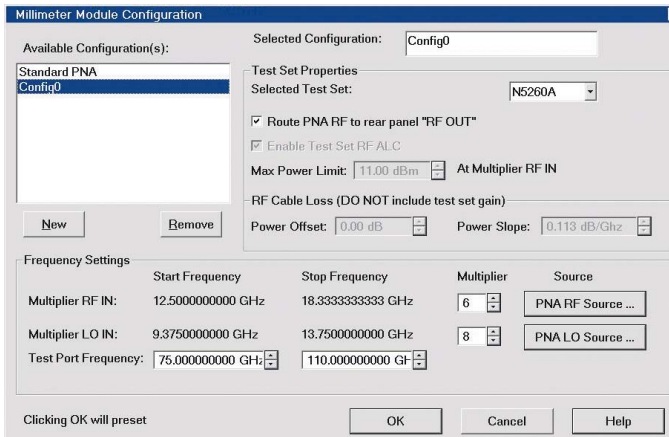 Millimeter Module Configuration
Available Configuration(s):
Standard PNA
Config0
New
Remove
Selected Configuration:
Config0
Test Set Properties
Selected Test Set:
N5260A
Route PNA RF to rear panel "RF OUT"
Enable Test Set RF ALC
Max Power Limit: 11.00 dBm At Multiplier RF IN
RF Cable Loss (DO NOT include test set gain)
Power Offset: 0.00 dB Power Slope: 0.113 dB/Ghz
Frequency Settings
Start Frequency Stop Frequency Multiplier Source
Multiplier RF IN: 12.5000000000 GHz 18.3333333333 GHz 6 PNA RF Source ...
Multiplier LO IN: 9.3750000000 GHz 13.7500000000 GHz 8 PNA LO Source ...
Test Port Frequency: 75.000000000 GHz 110.000000000 GH
Clicking OK will preset
OK
Cancel
Help